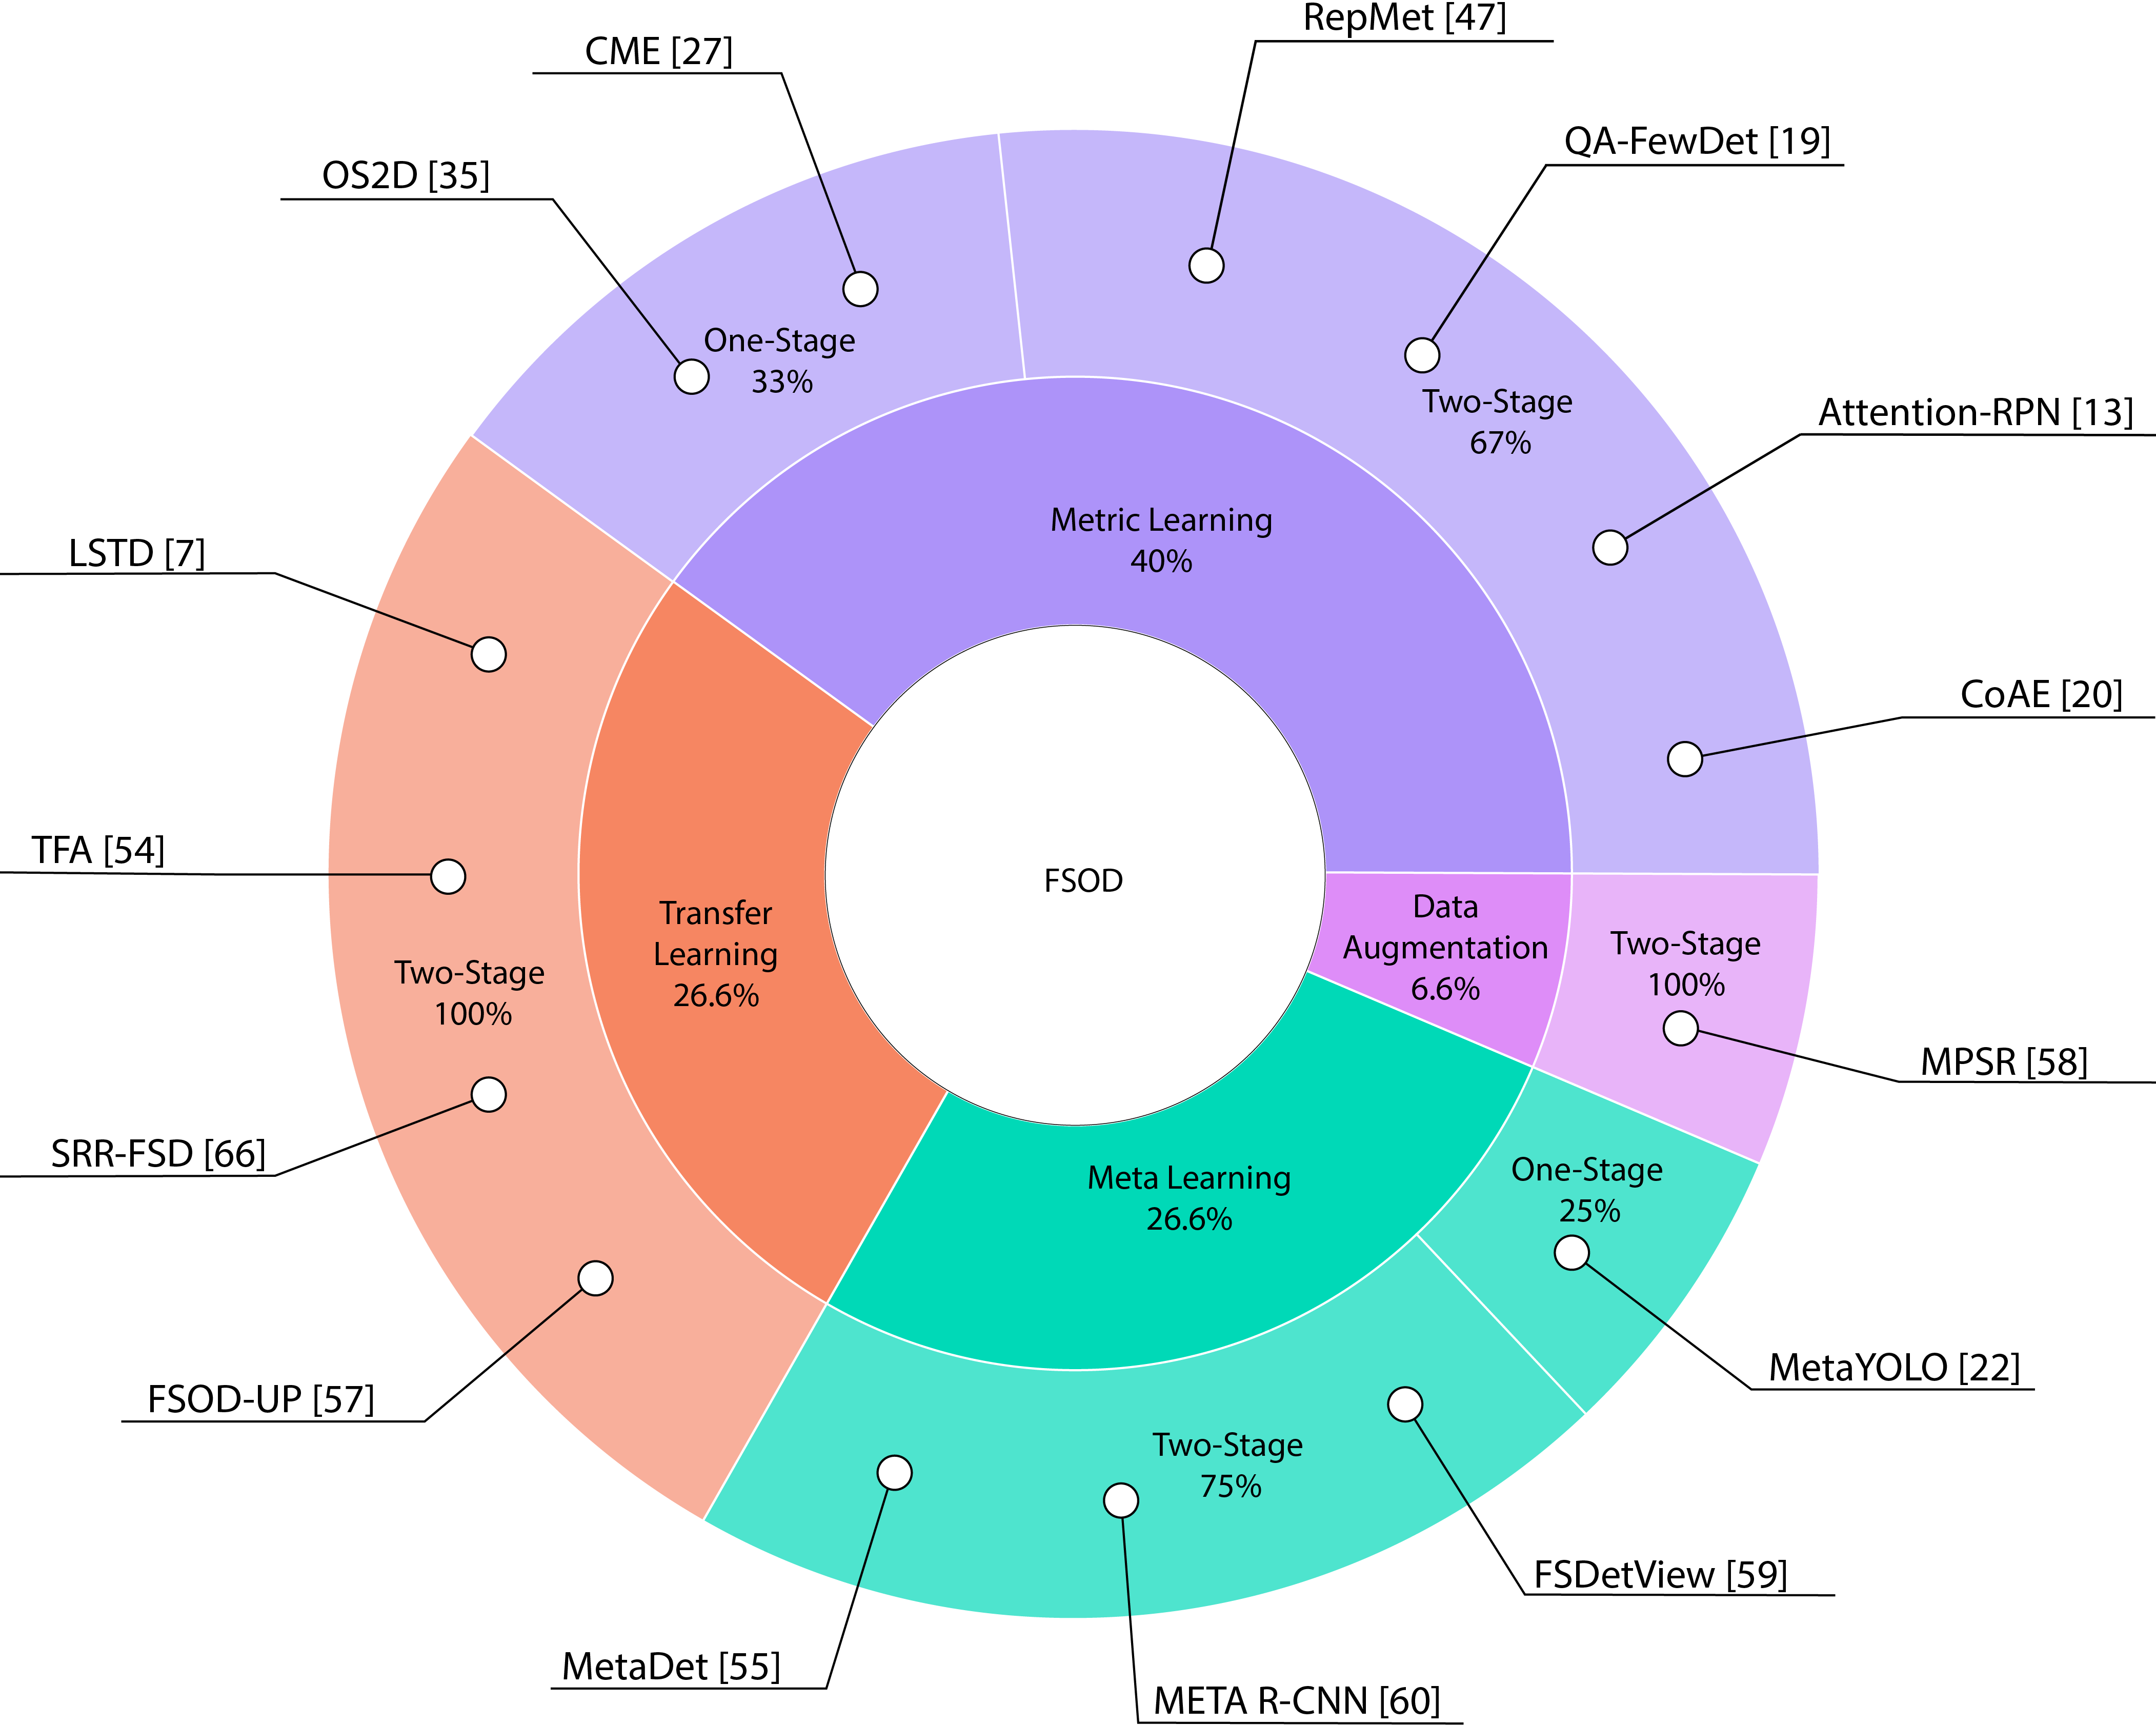 RepMet [47]
CME [27]
QA-FewDet [19]
OS2D [35]
One-Stage
33%
Two-Stage
67%
Attention-RPN [13]
Metric Learning
40%
LSTD [7]
CoAE [20]
TFA [54]
FSOD
Transfer
Learning
26.6%
Data
Augmentation
6.6%
Two-Stage
100%
Two-Stage
100%
MPSR [58]
SRR-FSD [66]
Meta Learning
26.6%
One-Stage
25%
MetaYOLO [22]
FSOD-UP [57]
Two-Stage
75%
FSDetView [59]
MetaDet [55]
META R-CNN [60]